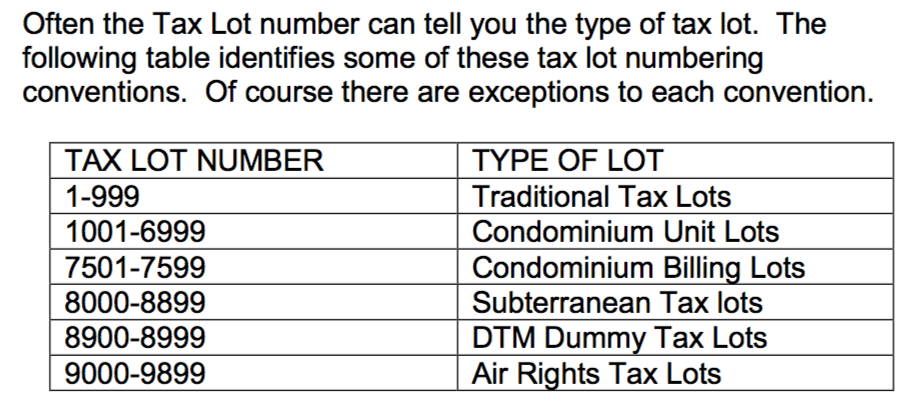 Often the Tax Lot number can tell you the type of tax lot.  The
following table identifies some of these tax lot numbering
conventions.  Of course there are exceptions to each convention.
TAX LOT NUMBER TYPE OF LOT
1-999 Traditional Tax Lots
1001-6999 Condominium Unit Lots
7501-7599 Condominium Billing Lots
8000-8899 Subterranean Tax lots
8900-8999 DTM Dummy Tax Lots
9000-9899 Air Rights Tax Lots